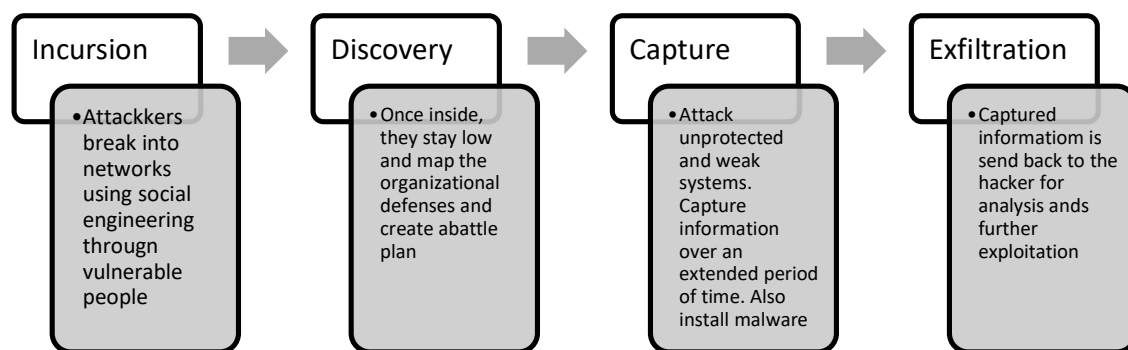 Incursion
•Attackkers
break into
networks
using social
engineering
througn
vulnerable
people
Discovery
•Once inside,
they stay low
and map the
organizational
defenses and
create abattle
plan
Capture
•Attack
unprotected
and weak
systems.
Capture
information
over an
extended period
of time. Also
install malware
Exfiltration
•Captured
informatiom is
send back to the
hacker for
analysis ands
further
exploitation